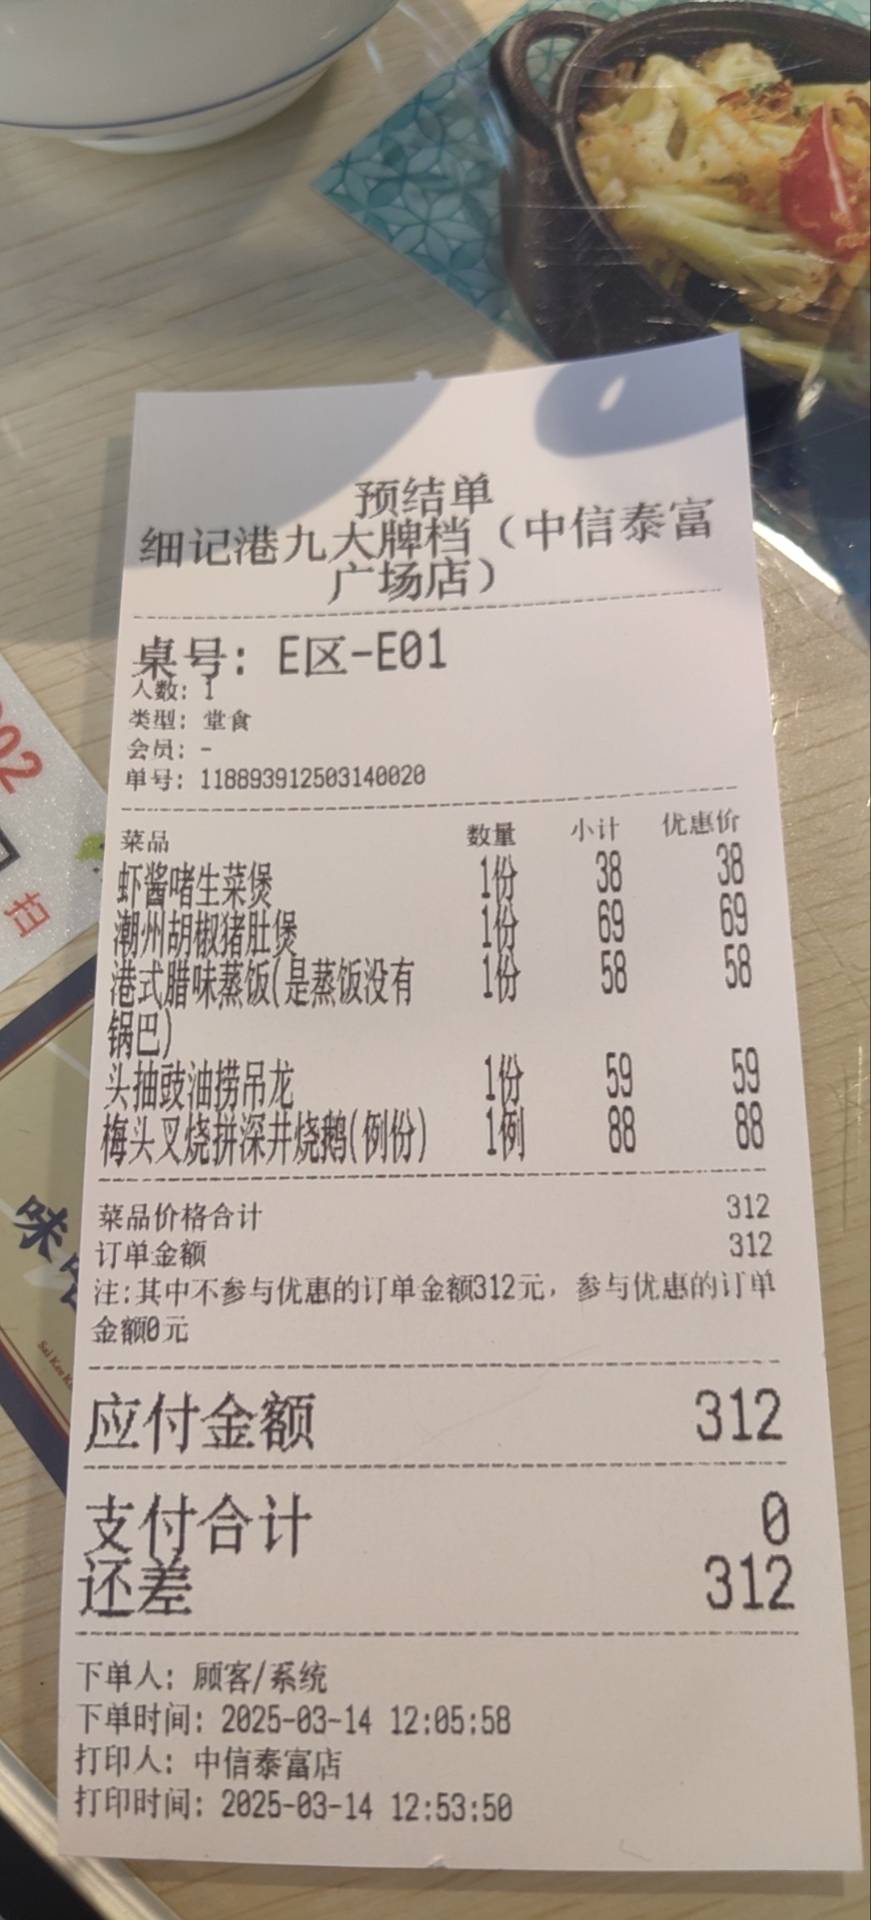 预结单
细记港九大牌档（中信泰富
广场店）
桌号: E区-E01
人数: 1
类型: 堂食
会员: -
单号: 118893912503140020
菜品 数量 小计 优惠价
虾酱啫生菜煲 1份 38 38
潮州胡椒猪肚煲 1份 69 69
港式腊味蒸饭(是蒸饭没有 1份 58 58
锅巴)
头抽豉油捞吊龙 1份 59 59
梅头叉烧拼深井烧鹅(例份) 1例 88 88
菜品价格合计 312
订单金额 312
注:其中不参与优惠的订单金额312元，参与优惠的订单
金额0元
应付金额 312
支付合计 0
还差 312
下单人: 顾客/系统
下单时间: 2025-03-14 12:05:58
打印人: 中信泰富店
打印时间: 2025-03-14 12:53:50
02
扫
味